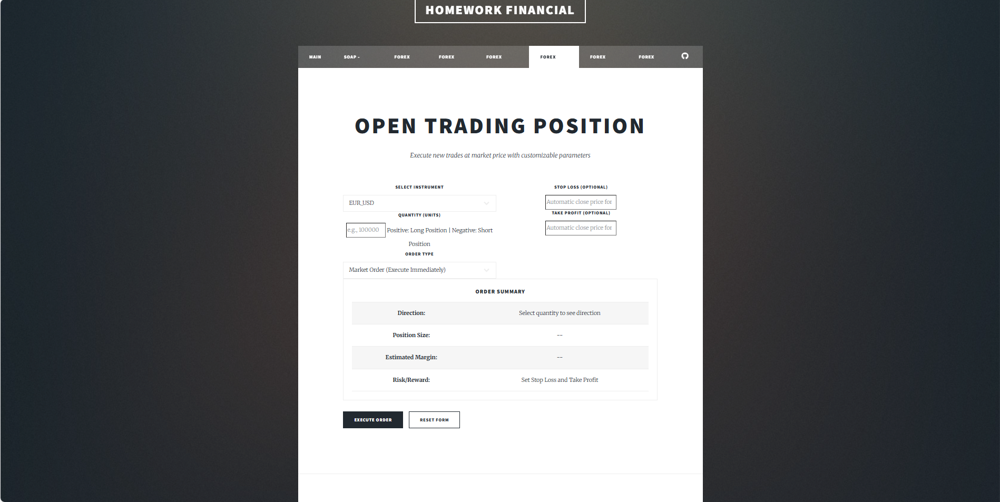 HOMEWORK FINANCIAL
MAIN SOAP - FOREX FOREX FOREX FOREX FOREX FOREX
OPEN TRADING POSITION
Execute new trades at market price with customizable parameters
SELECT INSTRUMENT
EUR_USD
QUANTITY (UNITS)
e.g., 100000 Positive: Long Position | Negative: Short
Position
ORDER TYPE
Market Order (Execute Immediately)
STOP LOSS (OPTIONAL)
Automatic close price for
TAKE PROFIT (OPTIONAL)
Automatic close price for
ORDER SUMMARY
Direction: Select quantity to see direction
Position Size: --
Estimated Margin: --
Risk/Reward: Set Stop Loss and Take Profit
EXECUTE ORDER RESET FORM